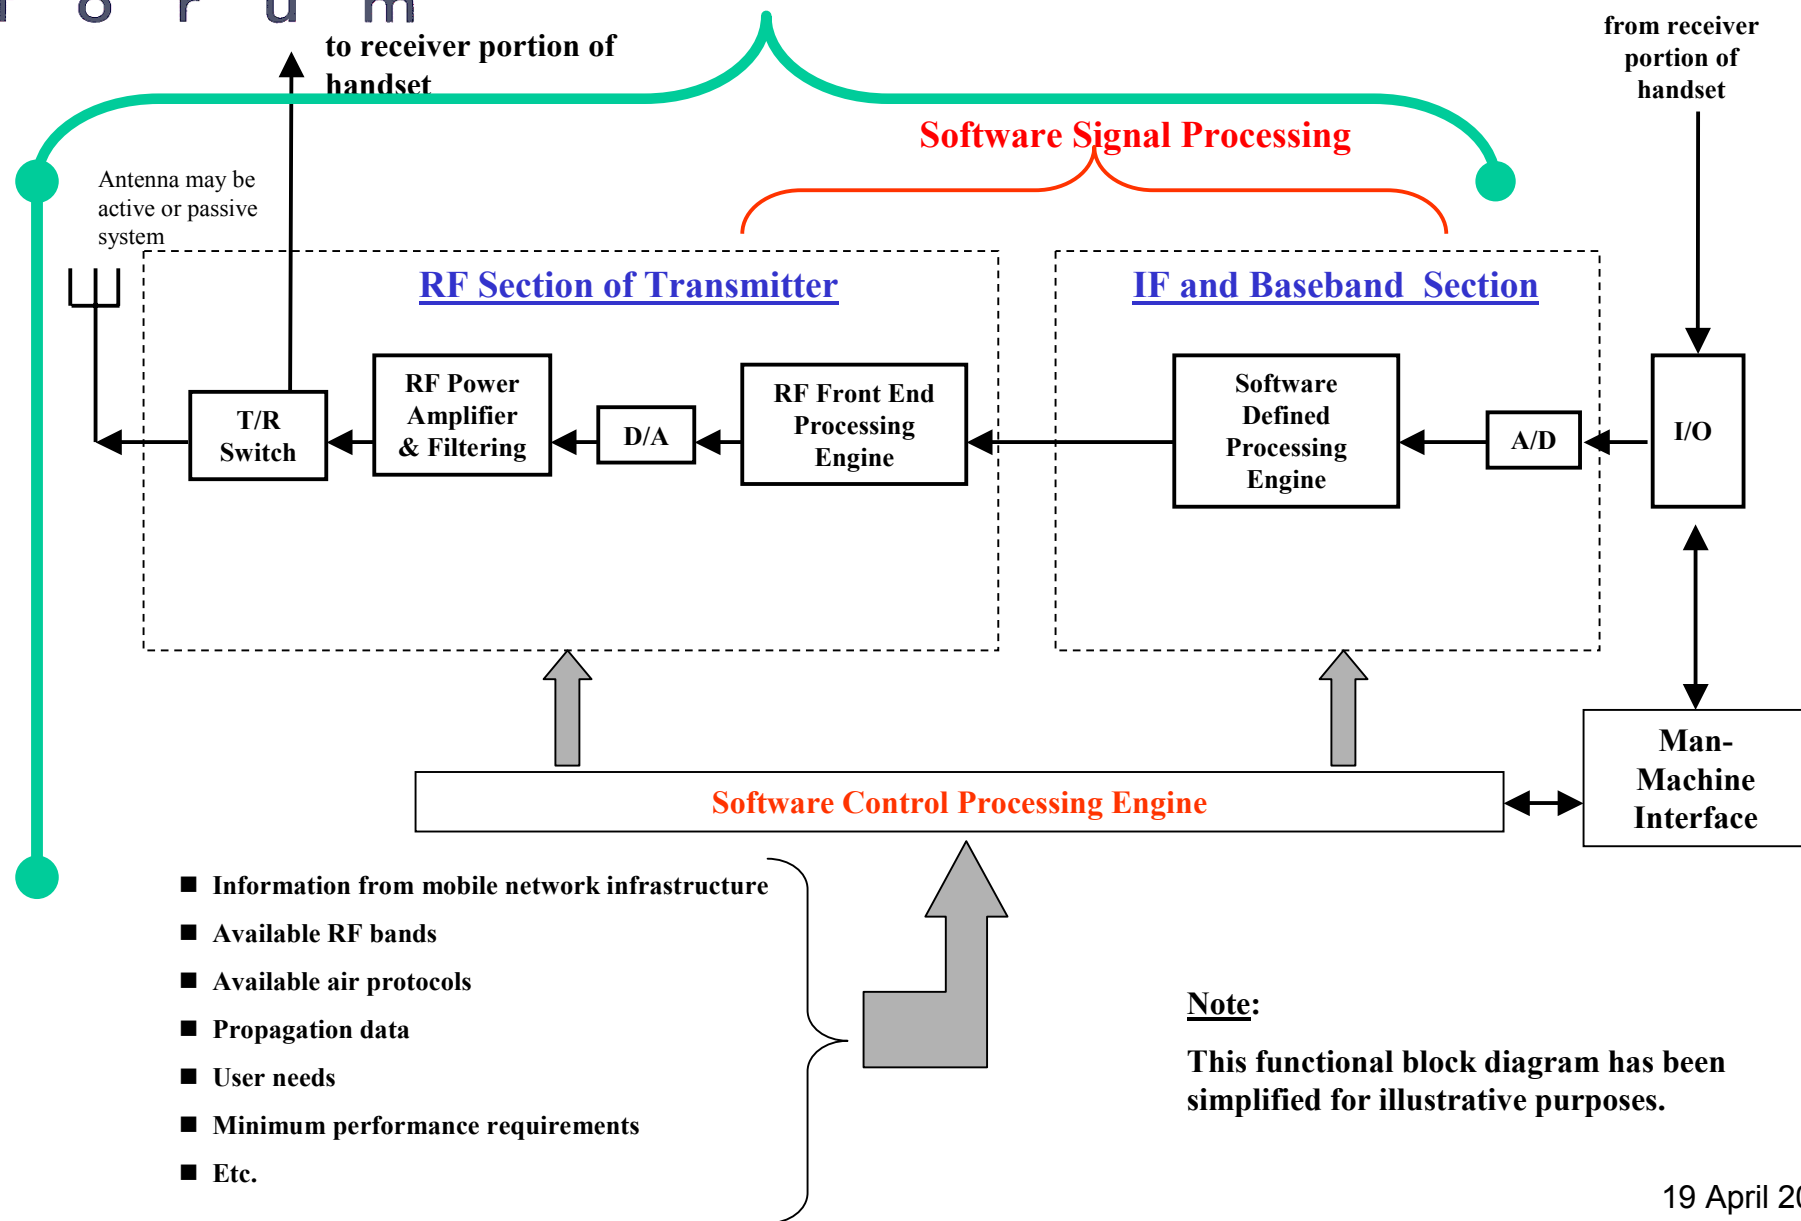 o r u m
to receiver portion of
handset
from receiver
portion of
handset
Software Signal Processing
Antenna may be
active or passive
system
RF Section of Transmitter
IF and Baseband Section
T/R
Switch
RF Power
Amplifier
& Filtering
D/A
RF Front End
Processing
Engine
Software
Defined
Processing
Engine
A/D
I/O
Man-
Machine
Interface
Software Control Processing Engine
■ Information from mobile network infrastructure
■ Available RF bands
■ Available air protocols
■ Propagation data
■ User needs
■ Minimum performance requirements
■ Etc.
Note:
This functional block diagram has been
simplified for illustrative purposes.
19 April 20